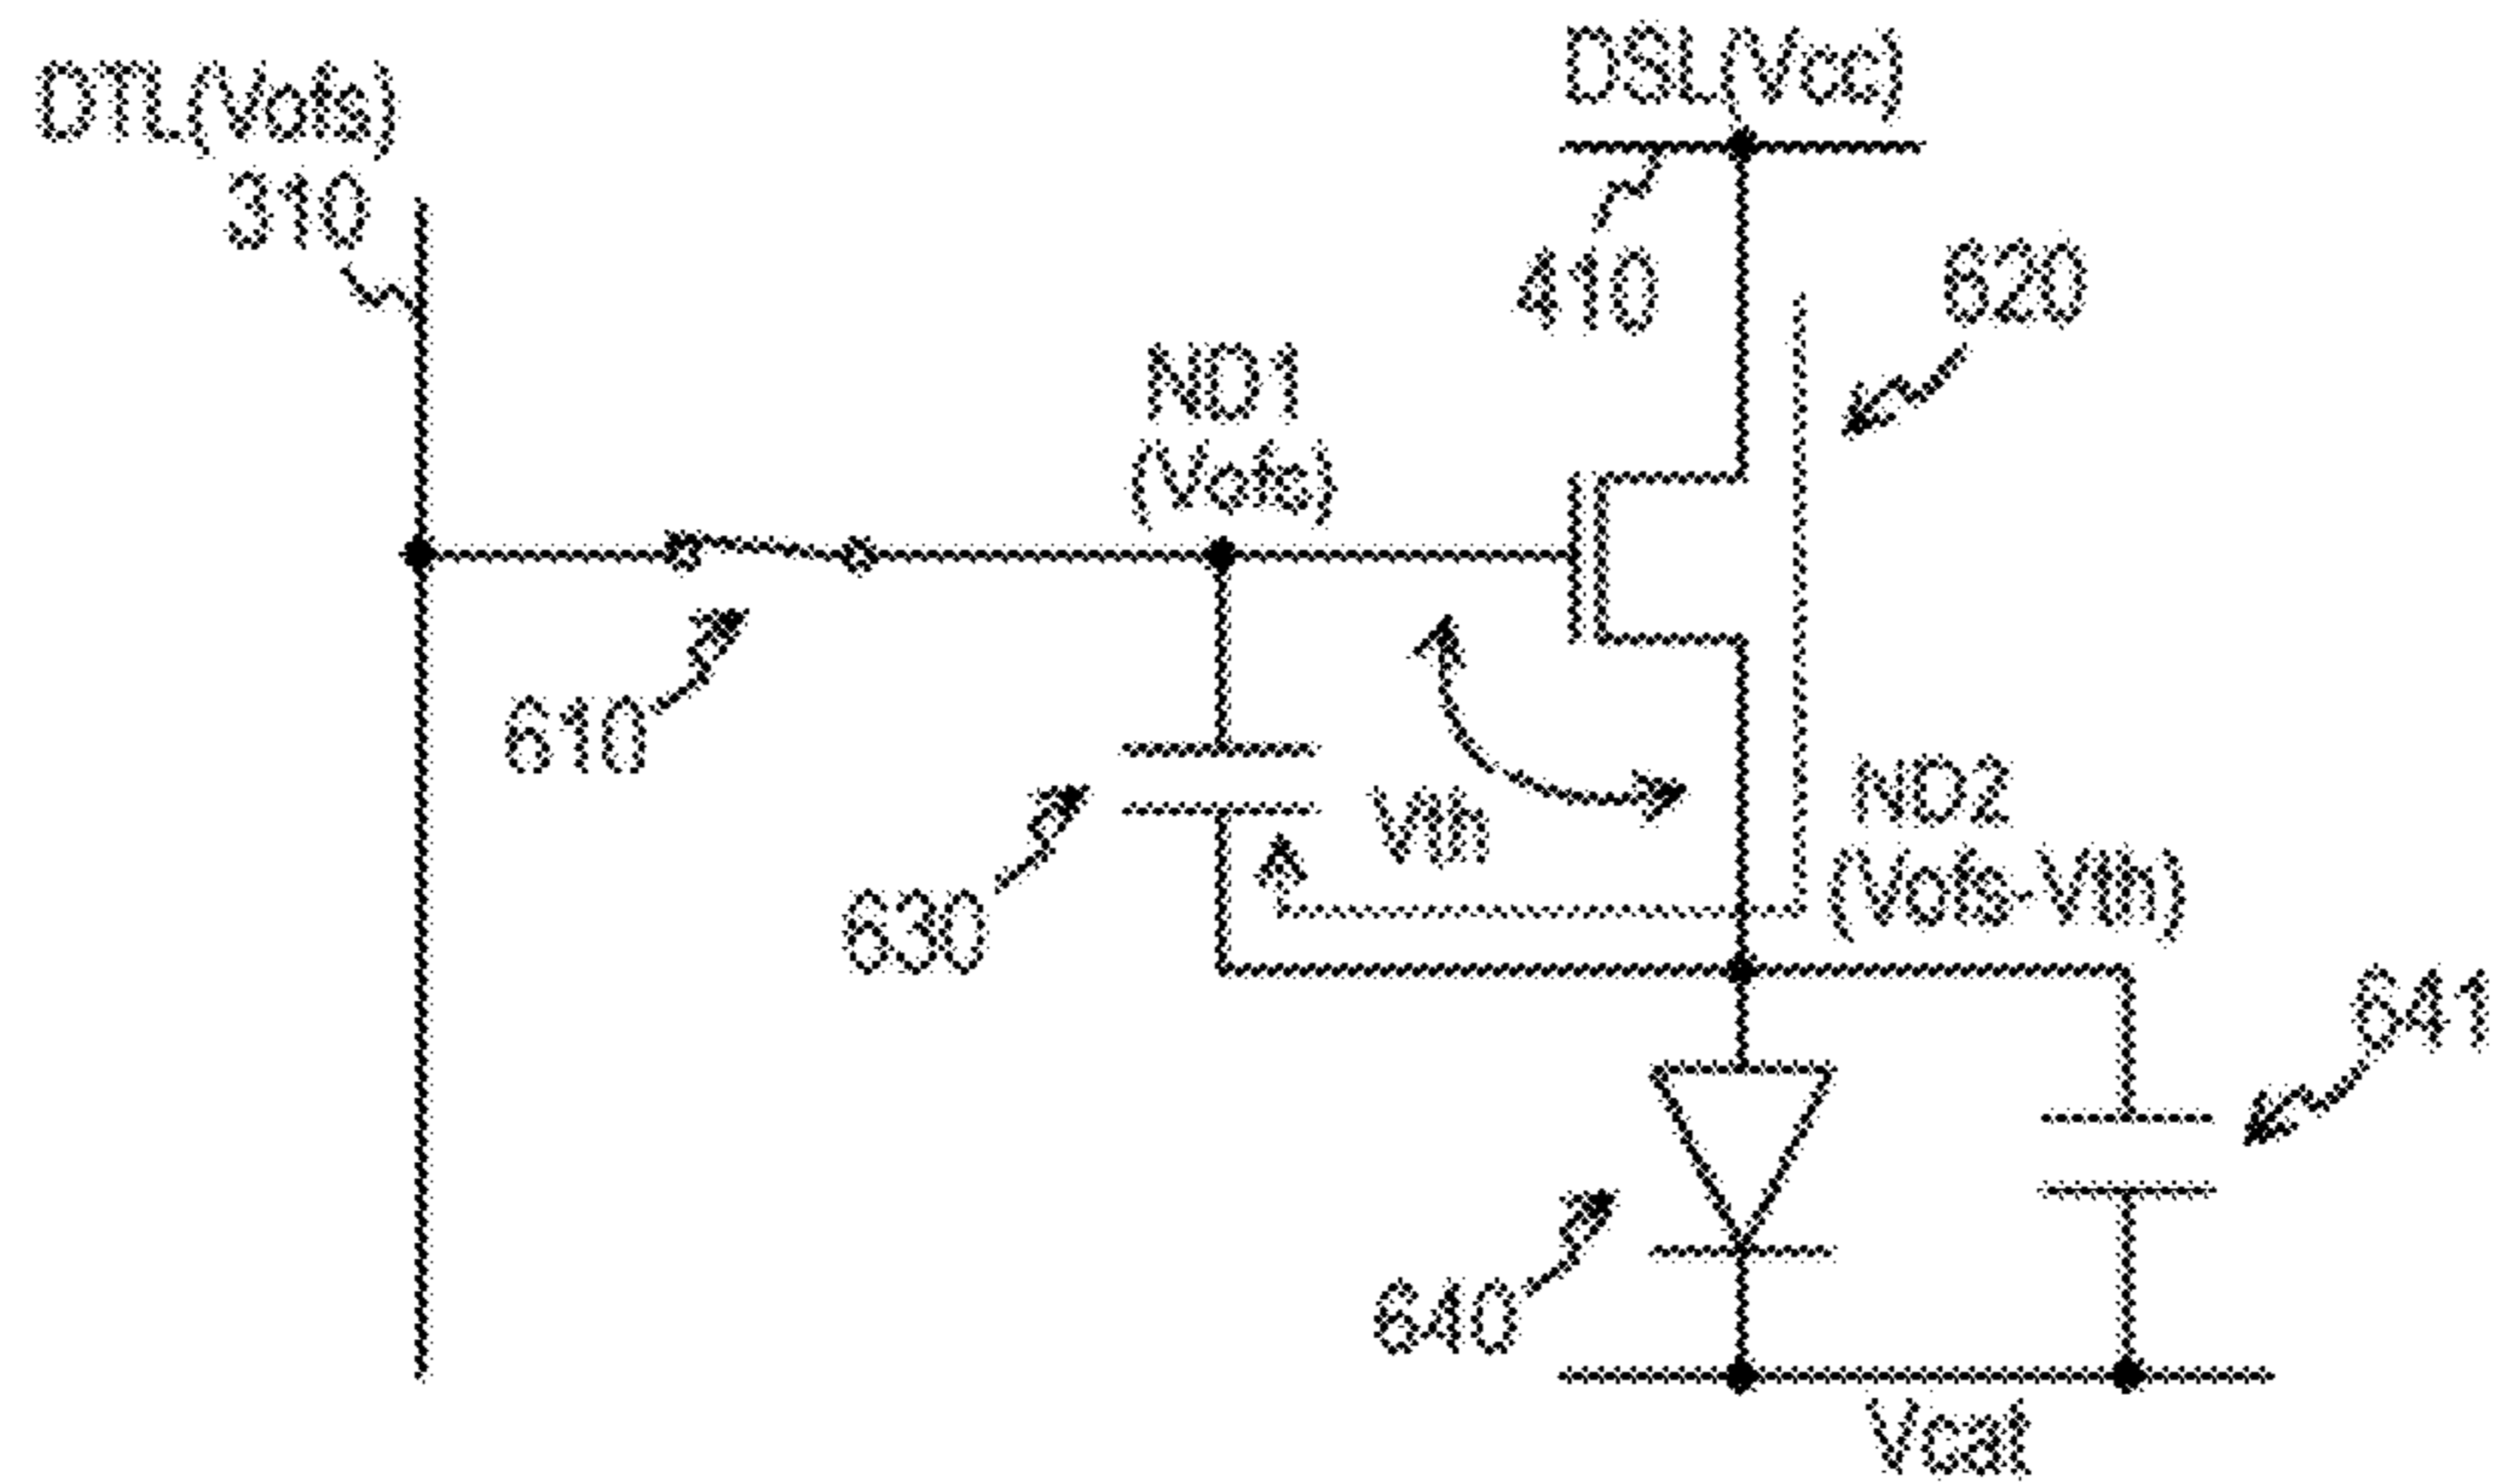 DTL(Vofs)
310
DSL(Vcc)
410
620
ND1
(Vofs)
610
Vth
630
ND2
(Vofs-Vth)
641
640
Vcat